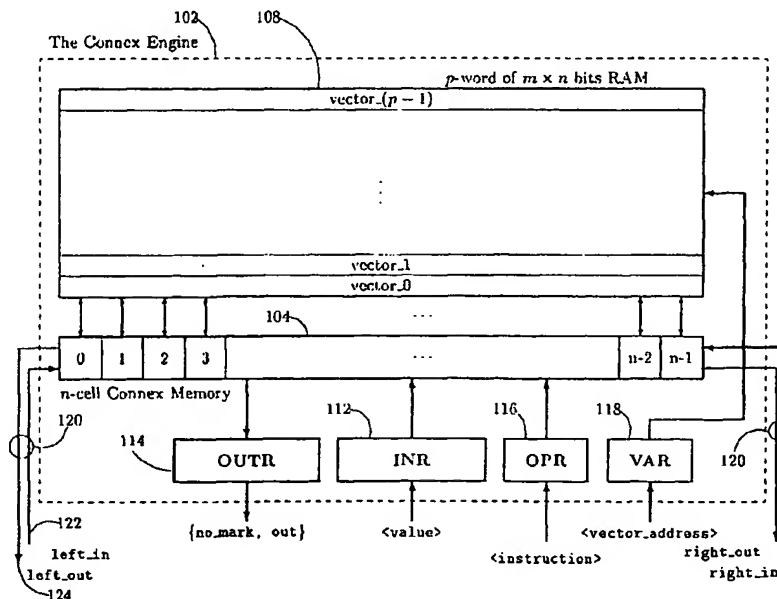 102
108
The Connex Engine
p-word of m × n bits RAM
vector_(p − 1)
vector_1
vector_0
104
0 1 2 3 ··· n-2 n-1
n-cell Connex Memory
120
114
112
116
118
120
OUTR
INR
OPR
VAR
122
{no_mark, out}
<value>
<instruction>
<vector_address>
left_in
left_out
right_out
right_in
124